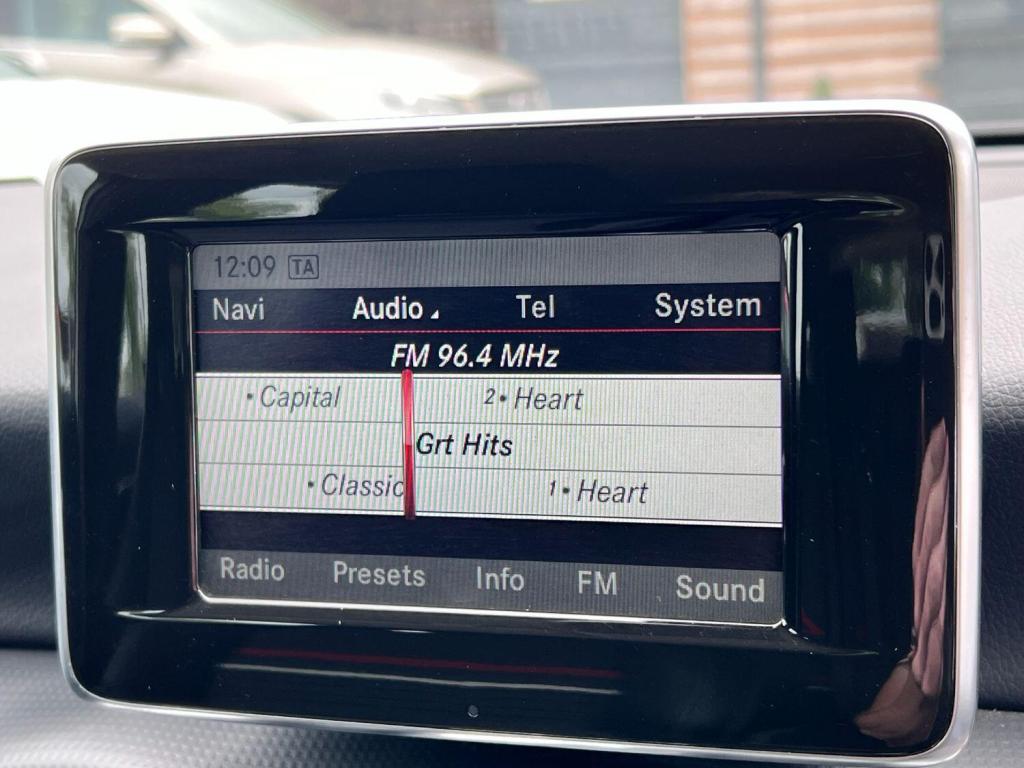 12:09 TA
Navi Audio Tel System
FM 96.4 MHz
• Capital 2• Heart
Grt Hits
• Classic 1• Heart
Radio Presets Info FM Sound